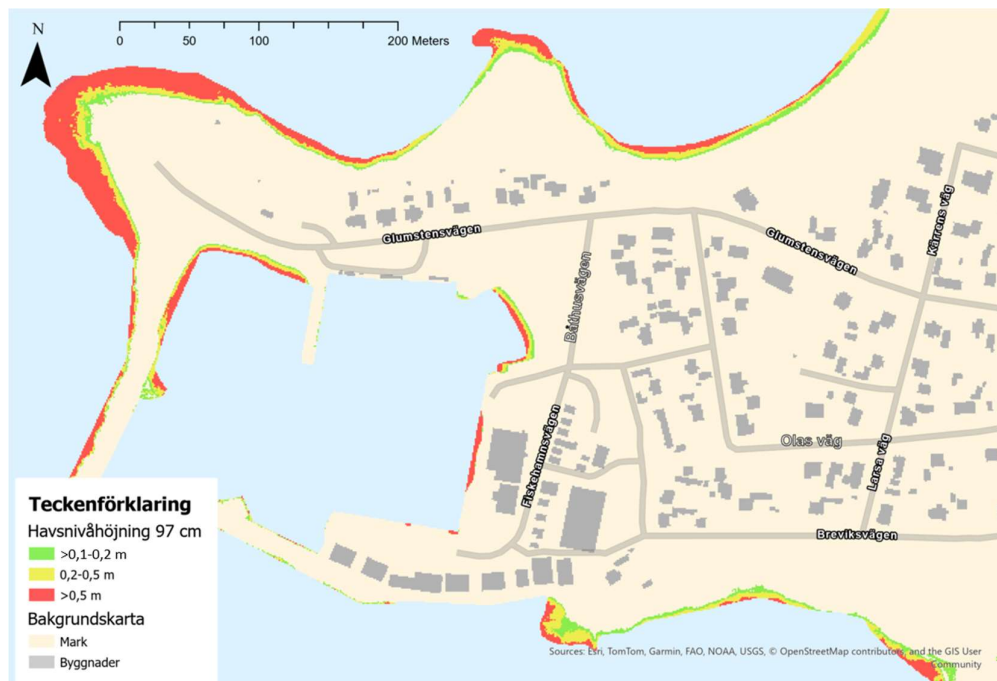 N
0 50 100 200 Meters
Glumstensvägen
Glumstensvägen
Kärrens väg
Båthusvägen
Fiskehamnsvägen
Olas väg
Larsa väg
Breviksvägen
Teckenförklaring
Havsnivåhöjning 97 cm
>0,1-0,2 m
0,2-0,5 m
>0,5 m
Bakgrundskarta
Mark
Byggnader
Sources: Esri, TomTom, Garmin, FAO, NOAA, USGS, © OpenStreetMap contributors, and the GIS User
Community